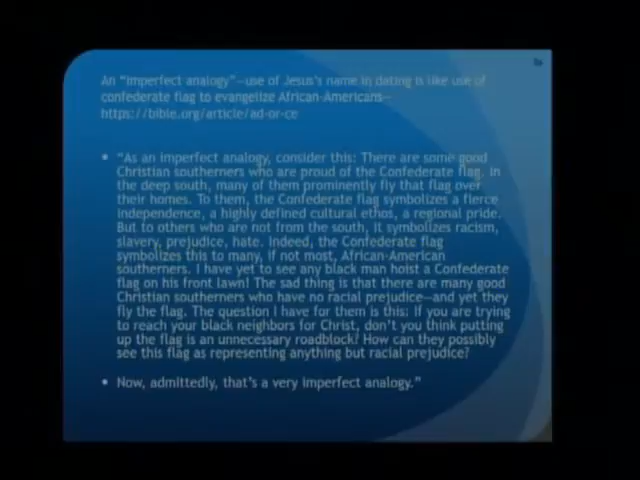 An "imperfect analogy"—use of Jesus's name in dating is like use of
confederate flag to evangelize African-Americans—
https://bible.org/article/ad-or-ce
• "As an imperfect analogy, consider this: There are some good
Christian southerners who are proud of the Confederate flag. In
the deep south, many of them prominently fly that flag over
their homes. To them, the Confederate flag symbolizes a fierce
independence, a highly defined cultural ethos, a regional pride.
But to others who are not from the south, it symbolizes racism,
slavery, prejudice, hate. Indeed, the Confederate flag
symbolizes this to many, if not most, African-American
southerners. I have yet to see any black man hoist a Confederate
flag on his front lawn! The sad thing is that there are many good
Christian southerners who have no racial prejudice—and yet they
fly the flag. The question I have for them is this: If you are trying
to reach your black neighbors for Christ, don't you think putting
up the flag is an unnecessary roadblock? How can they possibly
see this flag as representing anything but racial prejudice?
• Now, admittedly, that's a very imperfect analogy."